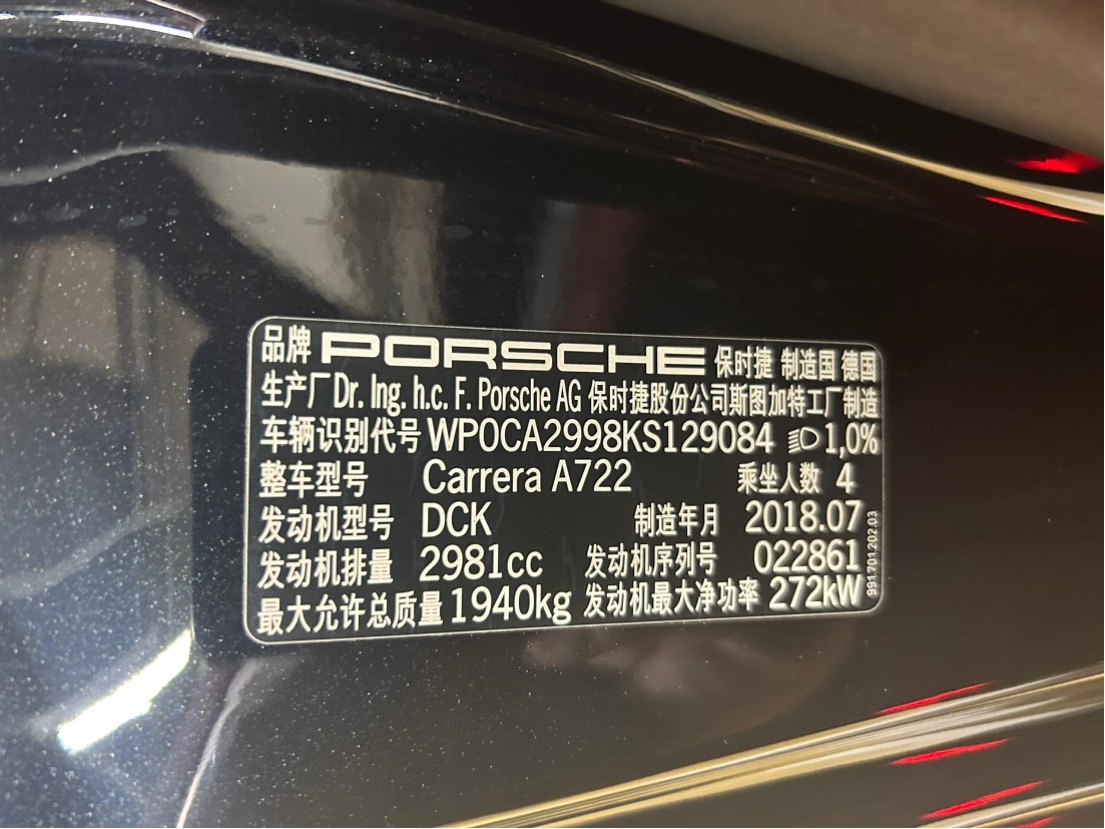 品牌 PORSCHE 保时捷 制造国 德国
生产厂Dr. Ing. h.c. F. Porsche AG 保时捷股份公司斯图加特工厂制造
车辆识别代号 WP0CA2998KS129084 1,0%
整车型号 Carrera A722 乘坐人数 4
发动机型号 DCK 制造年月 2018.07
发动机排量 2981cc 发动机序列号 022861
最大允许总质量 1940kg 发动机最大净功率 272kW
991701202.03